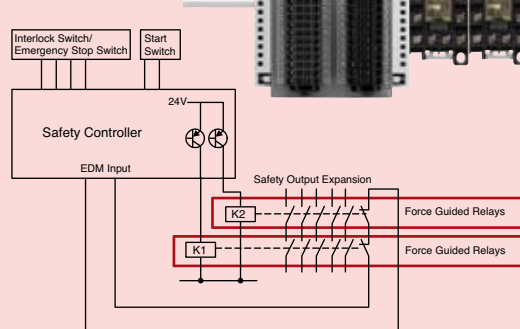 Interlock Switch/
Emergency Stop Switch
Start
Switch
24V
Safety Controller
EDM Input
Safety Output Expansion
K2
Force Guided Relays
K1
Force Guided Relays